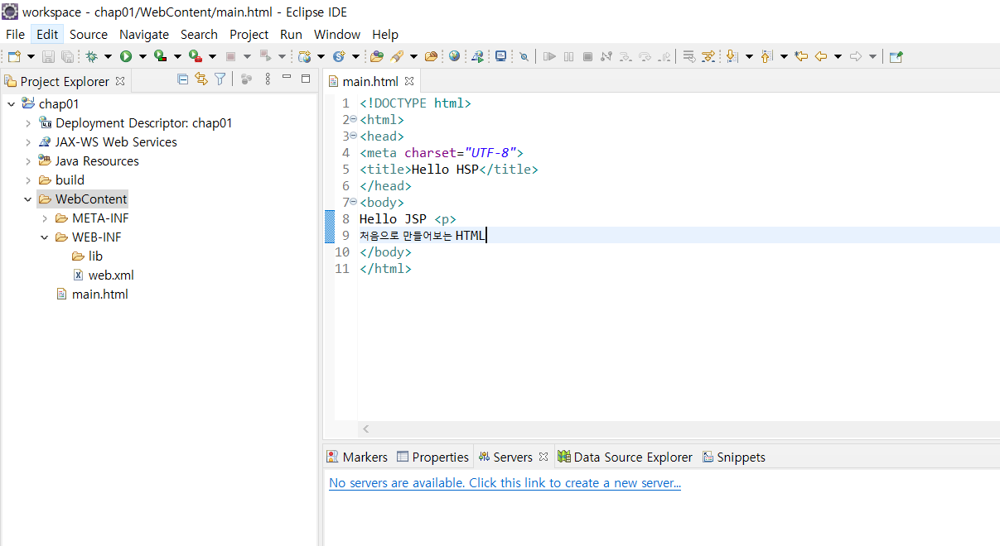 workspace - chap01/WebContent/main.html - Eclipse IDE
File Edit Source Navigate Search Project Run Window Help
Project Explorer
chap01
Deployment Descriptor: chap01
JAX-WS Web Services
Java Resources
build
WebContent
META-INF
WEB-INF
lib
web.xml
main.html
main.html
1 <!DOCTYPE html>
2 <html>
3 <head>
4 <meta charset="UTF-8">
5 <title>Hello HSP</title>
6 </head>
7 <body>
8 Hello JSP <p>
9 처음으로 만들어보는 HTML
10 </body>
11 </html>
Markers Properties Servers Data Source Explorer Snippets
No servers are available. Click this link to create a new server...